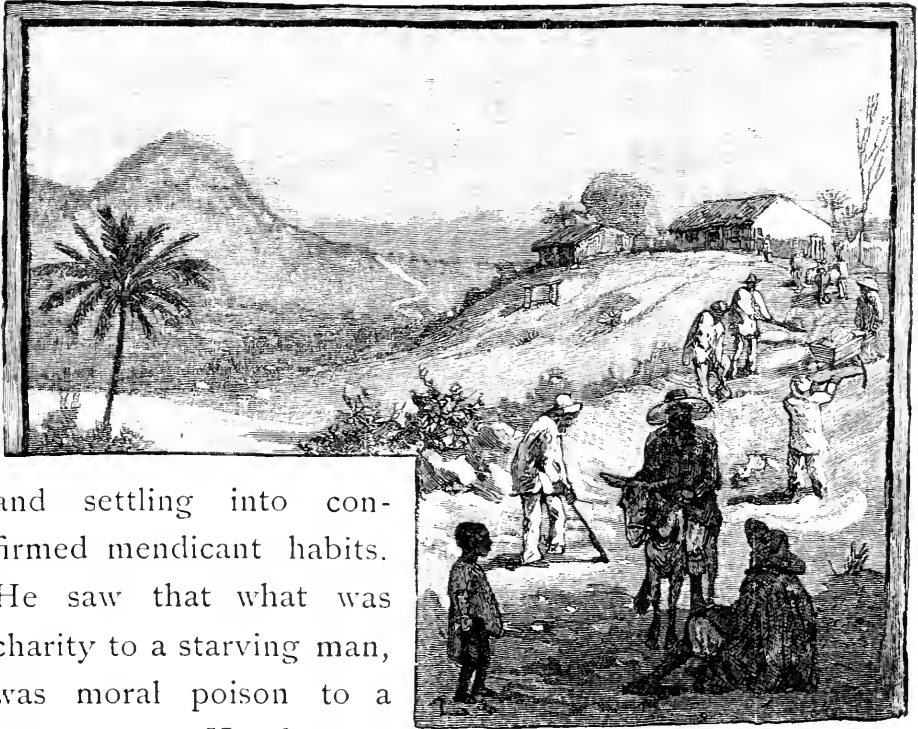 and settling into con-
firmed mendicant habits.
He saw that what was
charity to a starving man,
was moral poison to a